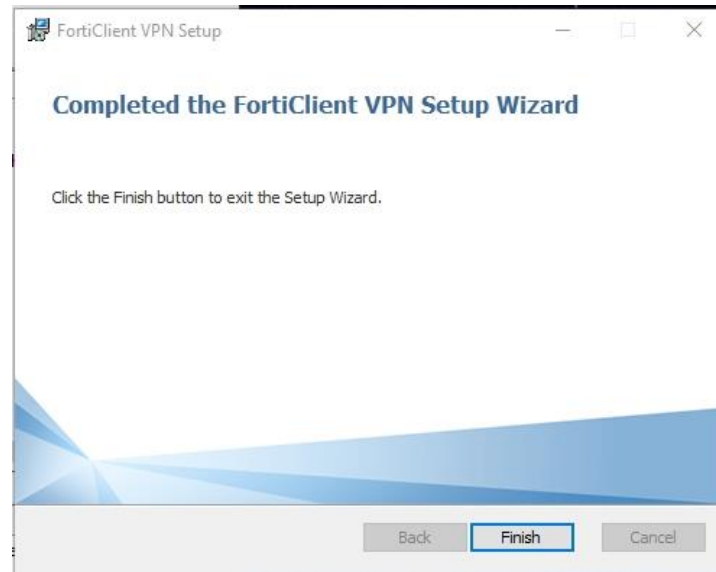 FortiClient VPN Setup
Completed the FortiClient VPN Setup Wizard
Click the Finish button to exit the Setup Wizard.
Back Finish Cancel